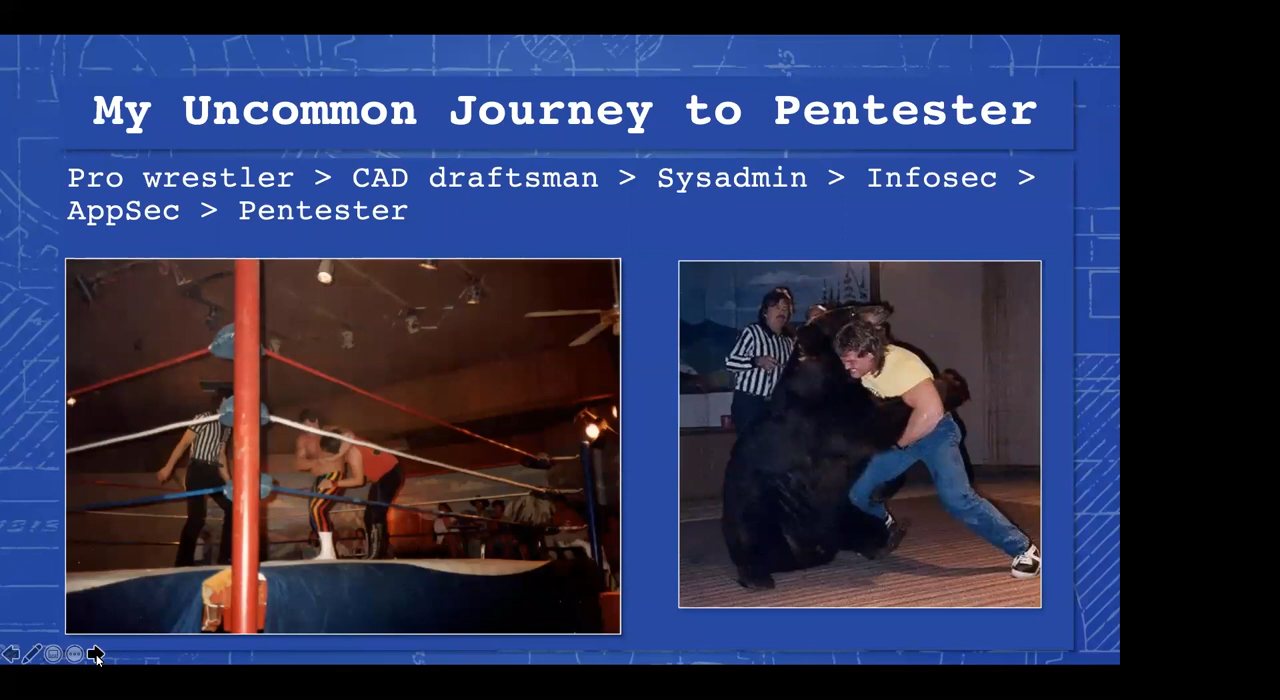 My Uncommon Journey to Pentester
Pro wrestler > CAD draftsman > Sysadmin > Infosec >
AppSec > Pentester